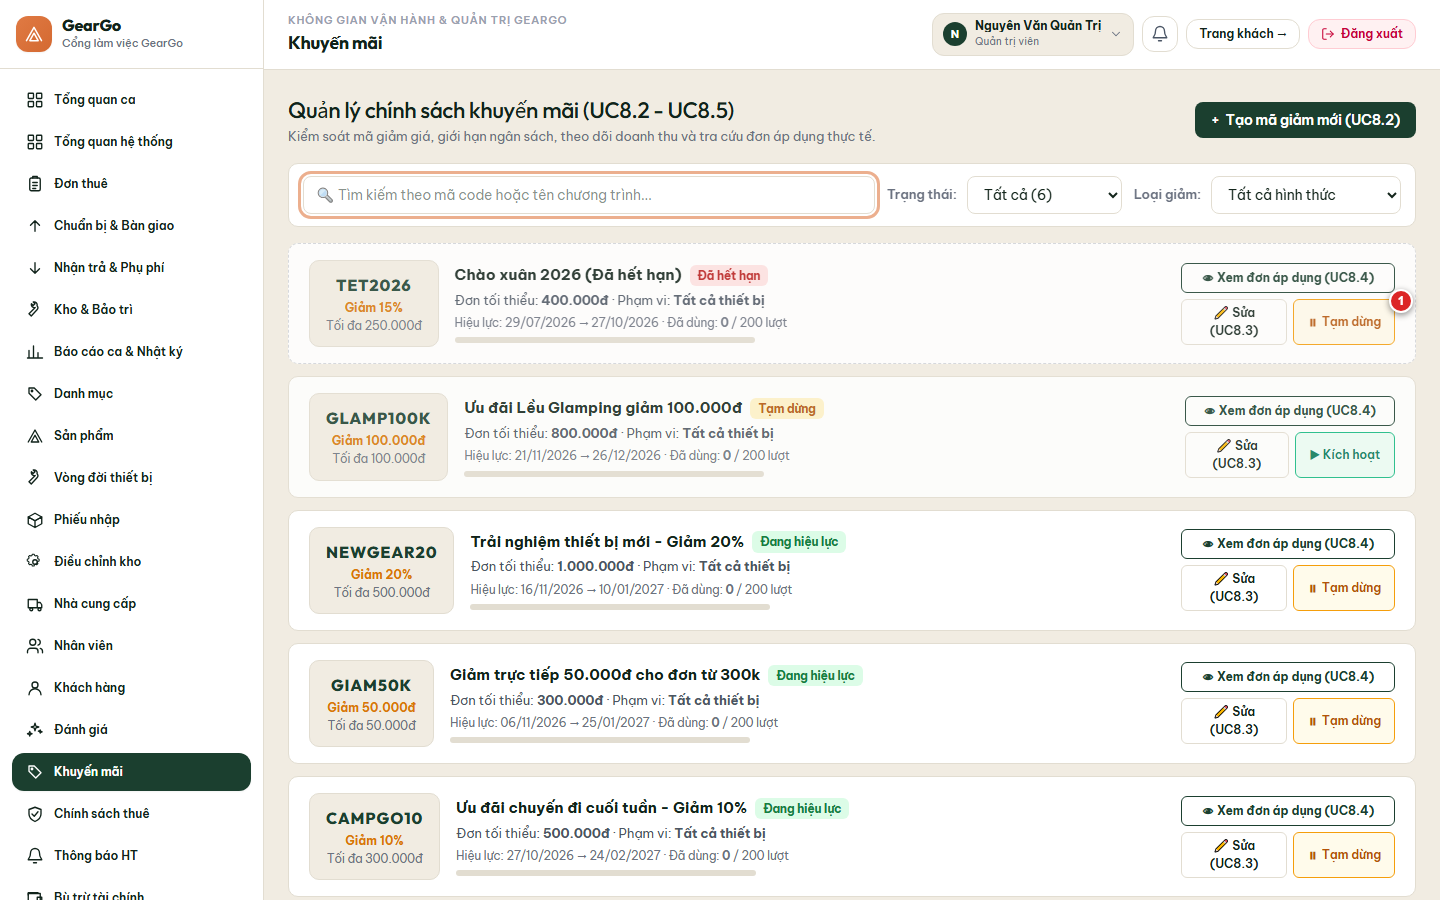 GearGo
Cổng làm việc GearGo
Tổng quan ca
Tổng quan hệ thống
Đơn thuê
Chuẩn bị & Bàn giao
Nhận trả & Phụ phí
Kho & Bảo trì
Báo cáo ca & Nhật ký
Danh mục
Sản phẩm
Vòng đời thiết bị
Phiếu nhập
Điều chỉnh kho
Nhà cung cấp
Nhân viên
Khách hàng
Đánh giá
Khuyến mãi
Chính sách thuê
Thông báo HT
Bù trừ tài chính
KHÔNG GIAN VẬN HÀNH & QUẢN TRỊ GEARGO
Khuyến mãi
N
Nguyễn Văn Quản Trị
Quản trị viên
Trang khách →
Đăng xuất
Quản lý chính sách khuyến mãi (UC8.2 - UC8.5)
Kiểm soát mã giảm giá, giới hạn ngân sách, theo dõi doanh thu và tra cứu đơn áp dụng thực tế.
+ Tạo mã giảm mới (UC8.2)
🔍 Tìm kiếm theo mã code hoặc tên chương trình...
Trạng thái:
Tất cả (6)
Loại giảm:
Tất cả hình thức
TET2026
Giảm 15%
Tối đa 250.000đ
Chào xuân 2026 (Đã hết hạn) Đã hết hạn
Đơn tối thiểu: 400.000đ · Phạm vi: Tất cả thiết bị
Hiệu lực: 29/07/2026 → 27/10/2026 · Đã dùng: 0 / 200 lượt
👁 Xem đơn áp dụng (UC8.4)
✏️ Sửa
(UC8.3)
⏸ Tạm dừng
1
GLAMP100K
Giảm 100.000đ
Tối đa 100.000đ
Ưu đãi Lều Glamping giảm 100.000đ Tạm dừng
Đơn tối thiểu: 800.000đ · Phạm vi: Tất cả thiết bị
Hiệu lực: 21/11/2026 → 26/12/2026 · Đã dùng: 0 / 200 lượt
👁 Xem đơn áp dụng (UC8.4)
✏️ Sửa
(UC8.3)
▶ Kích hoạt
NEWGEAR20
Giảm 20%
Tối đa 500.000đ
Trải nghiệm thiết bị mới - Giảm 20% Đang hiệu lực
Đơn tối thiểu: 1.000.000đ · Phạm vi: Tất cả thiết bị
Hiệu lực: 16/11/2026 → 10/01/2027 · Đã dùng: 0 / 200 lượt
👁 Xem đơn áp dụng (UC8.4)
✏️ Sửa
(UC8.3)
⏸ Tạm dừng
GIAM50K
Giảm 50.000đ
Tối đa 50.000đ
Giảm trực tiếp 50.000đ cho đơn từ 300k Đang hiệu lực
Đơn tối thiểu: 300.000đ · Phạm vi: Tất cả thiết bị
Hiệu lực: 06/11/2026 → 25/01/2027 · Đã dùng: 0 / 200 lượt
👁 Xem đơn áp dụng (UC8.4)
✏️ Sửa
(UC8.3)
⏸ Tạm dừng
CAMPGO10
Giảm 10%
Tối đa 300.000đ
Ưu đãi chuyến đi cuối tuần - Giảm 10% Đang hiệu lực
Đơn tối thiểu: 500.000đ · Phạm vi: Tất cả thiết bị
Hiệu lực: 27/10/2026 → 24/02/2027 · Đã dùng: 0 / 200 lượt
👁 Xem đơn áp dụng (UC8.4)
✏️ Sửa
(UC8.3)
⏸ Tạm dừng